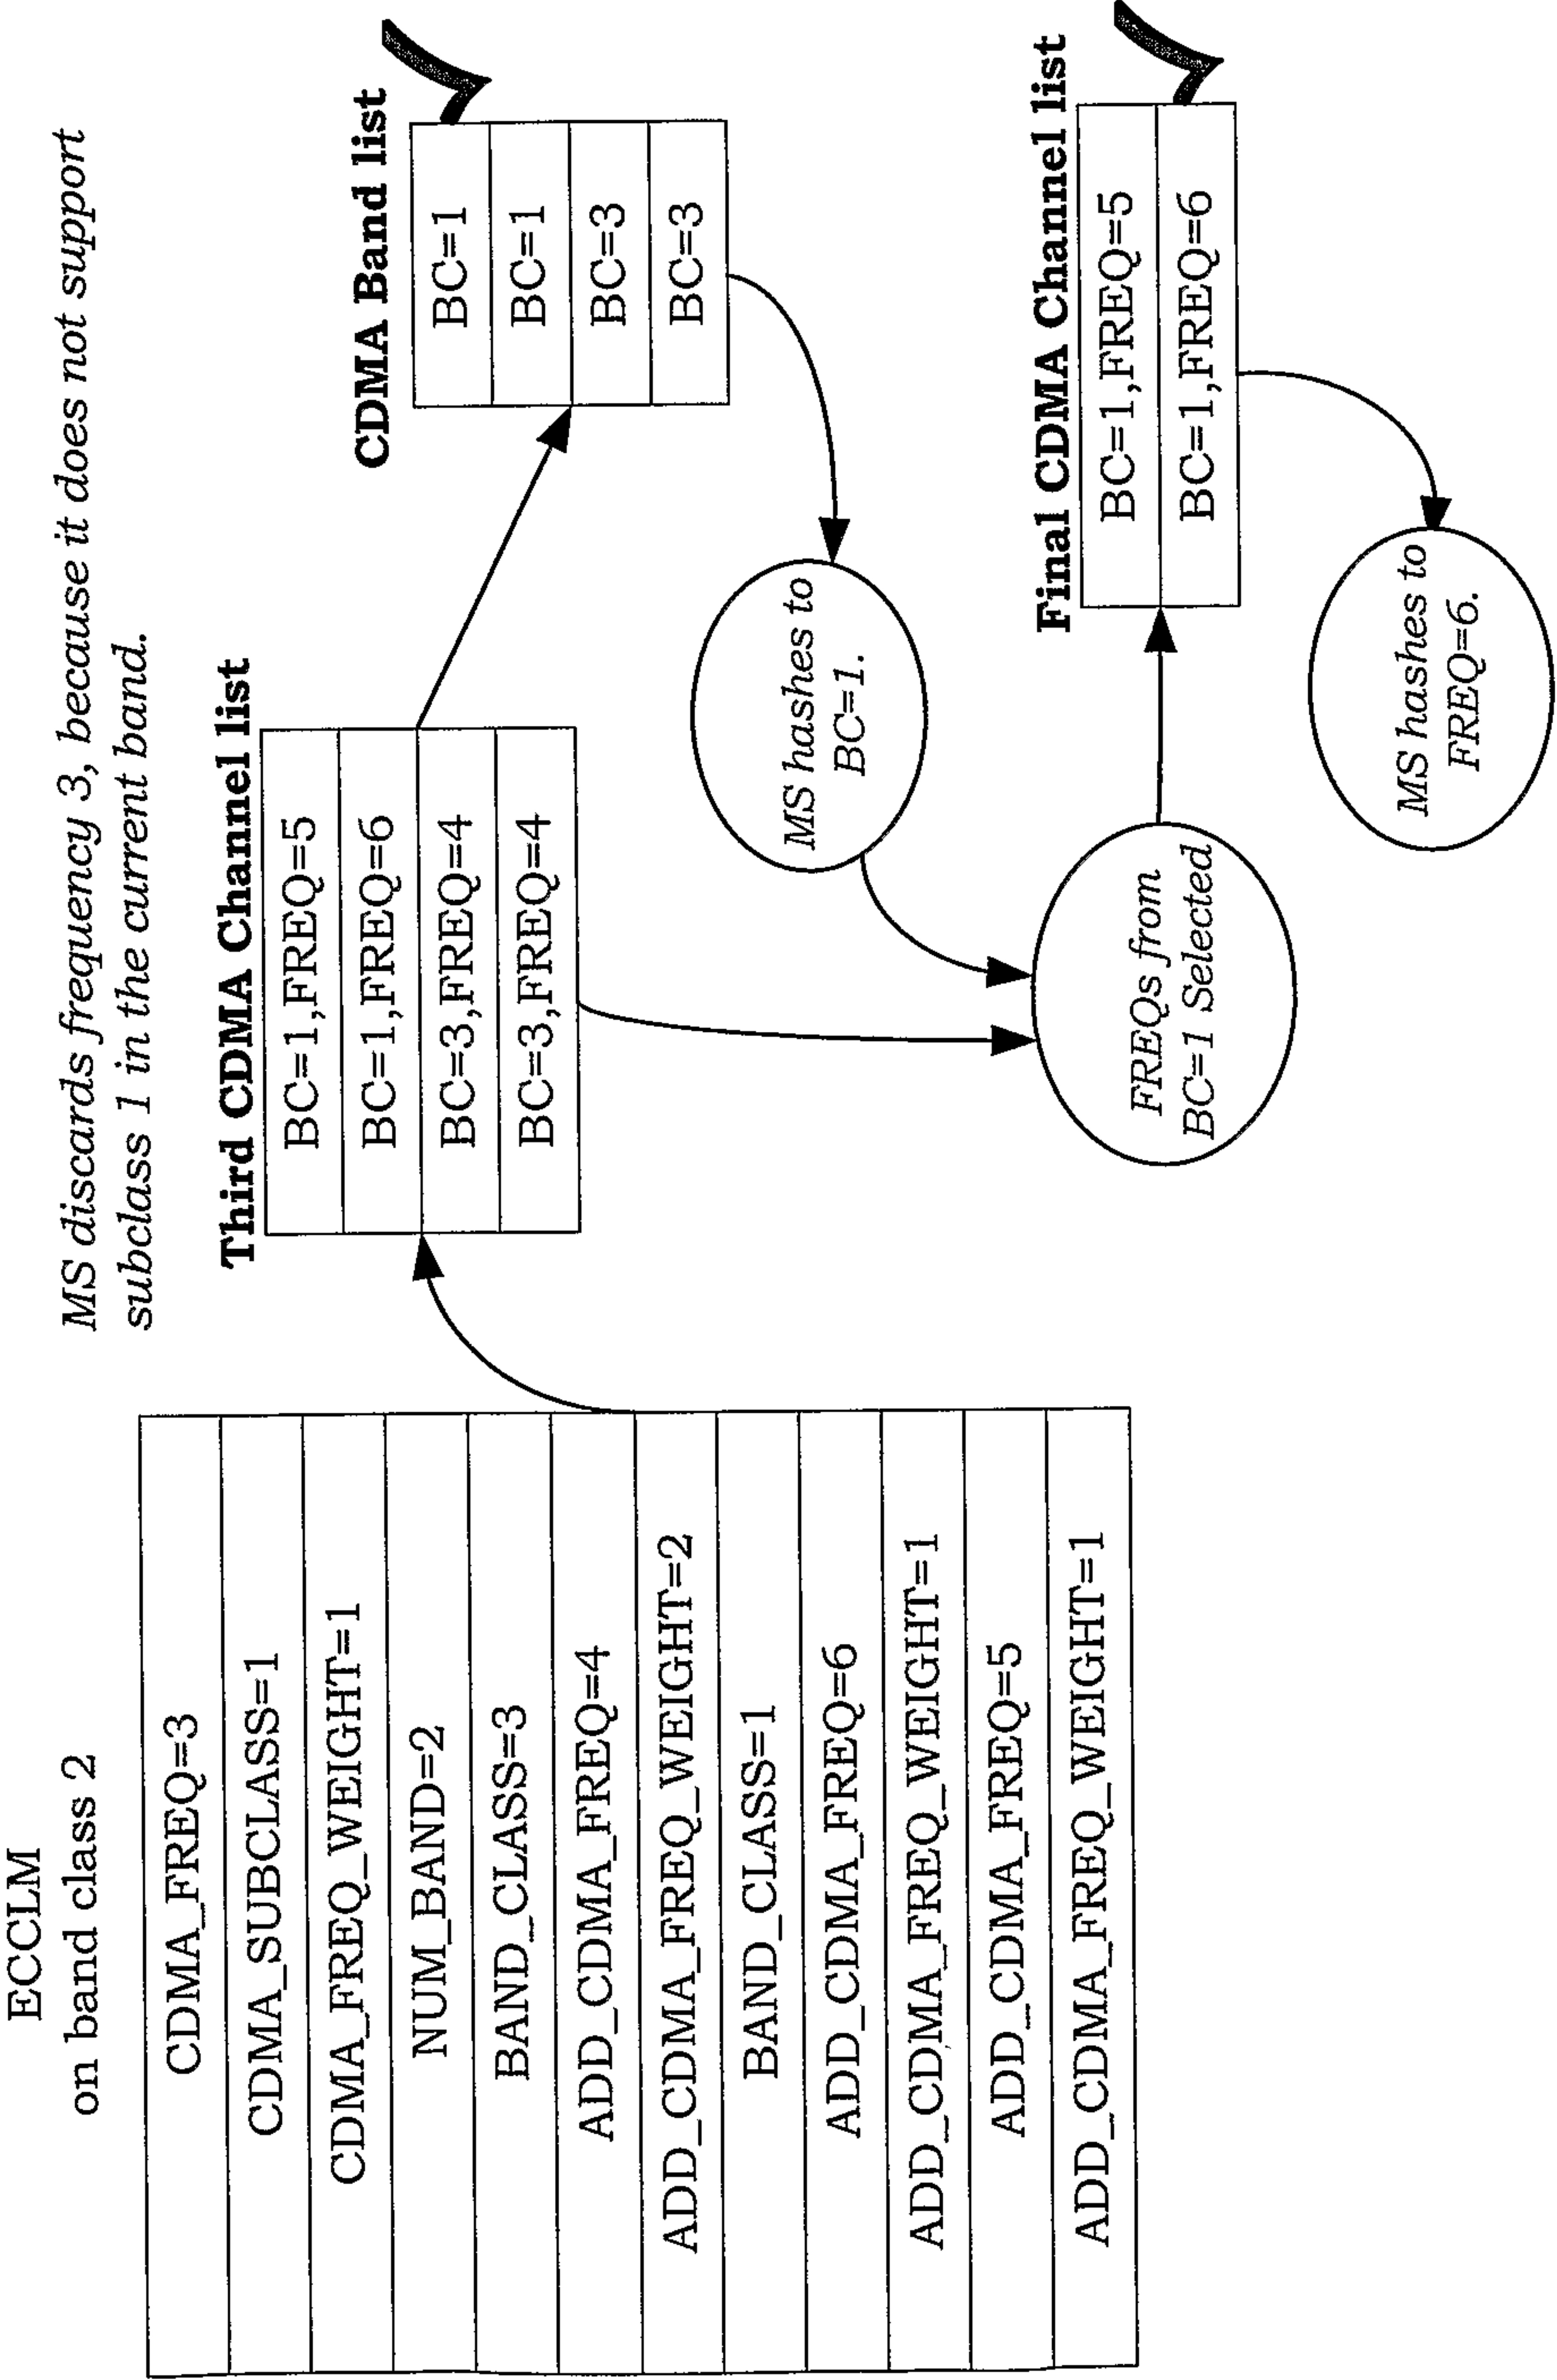 ECCLM
on band class 2
CDMA_FREQ=3
CDMA_SUBCLASS=1
CDMA_FREQ_WEIGHT=1
NUM_BAND=2
BAND_CLASS=3
ADD_CDMA_FREQ=4
ADD_CDMA_FREQ_WEIGHT=2
BAND_CLASS=1
ADD_CDMA_FREQ=6
ADD_CDMA_FREQ_WEIGHT=1
ADD_CDMA_FREQ=5
ADD_CDMA_FREQ_WEIGHT=1
MS discards frequency 3, because it does not support
subclass 1 in the current band.
Third CDMA Channel list
BC=1,FREQ=5
BC=1,FREQ=6
BC=3,FREQ=4
BC=3,FREQ=4
CDMA Band list
BC=1
BC=1
BC=3
BC=3
MS hashes to
BC=1.
FREQs from
BC=1 Selected
Final CDMA Channel list
BC=1,FREQ=5
BC=1,FREQ=6
MS hashes to
FREQ=6.